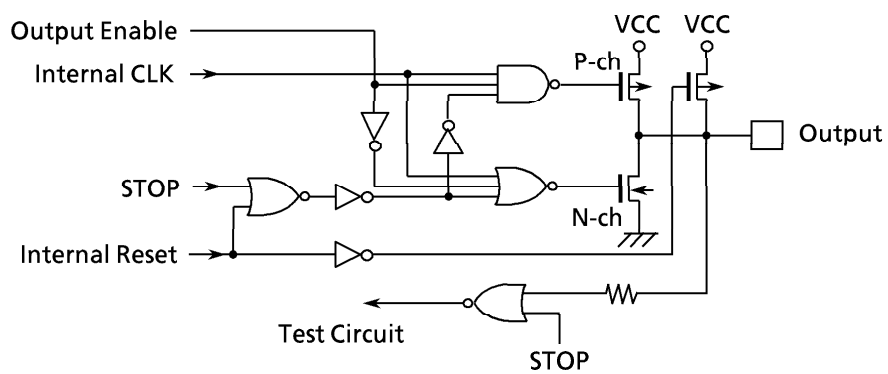 Output Enable
VCC
VCC
Internal CLK
P-ch
Output
STOP
N-ch
Internal Reset
Test Circuit
STOP